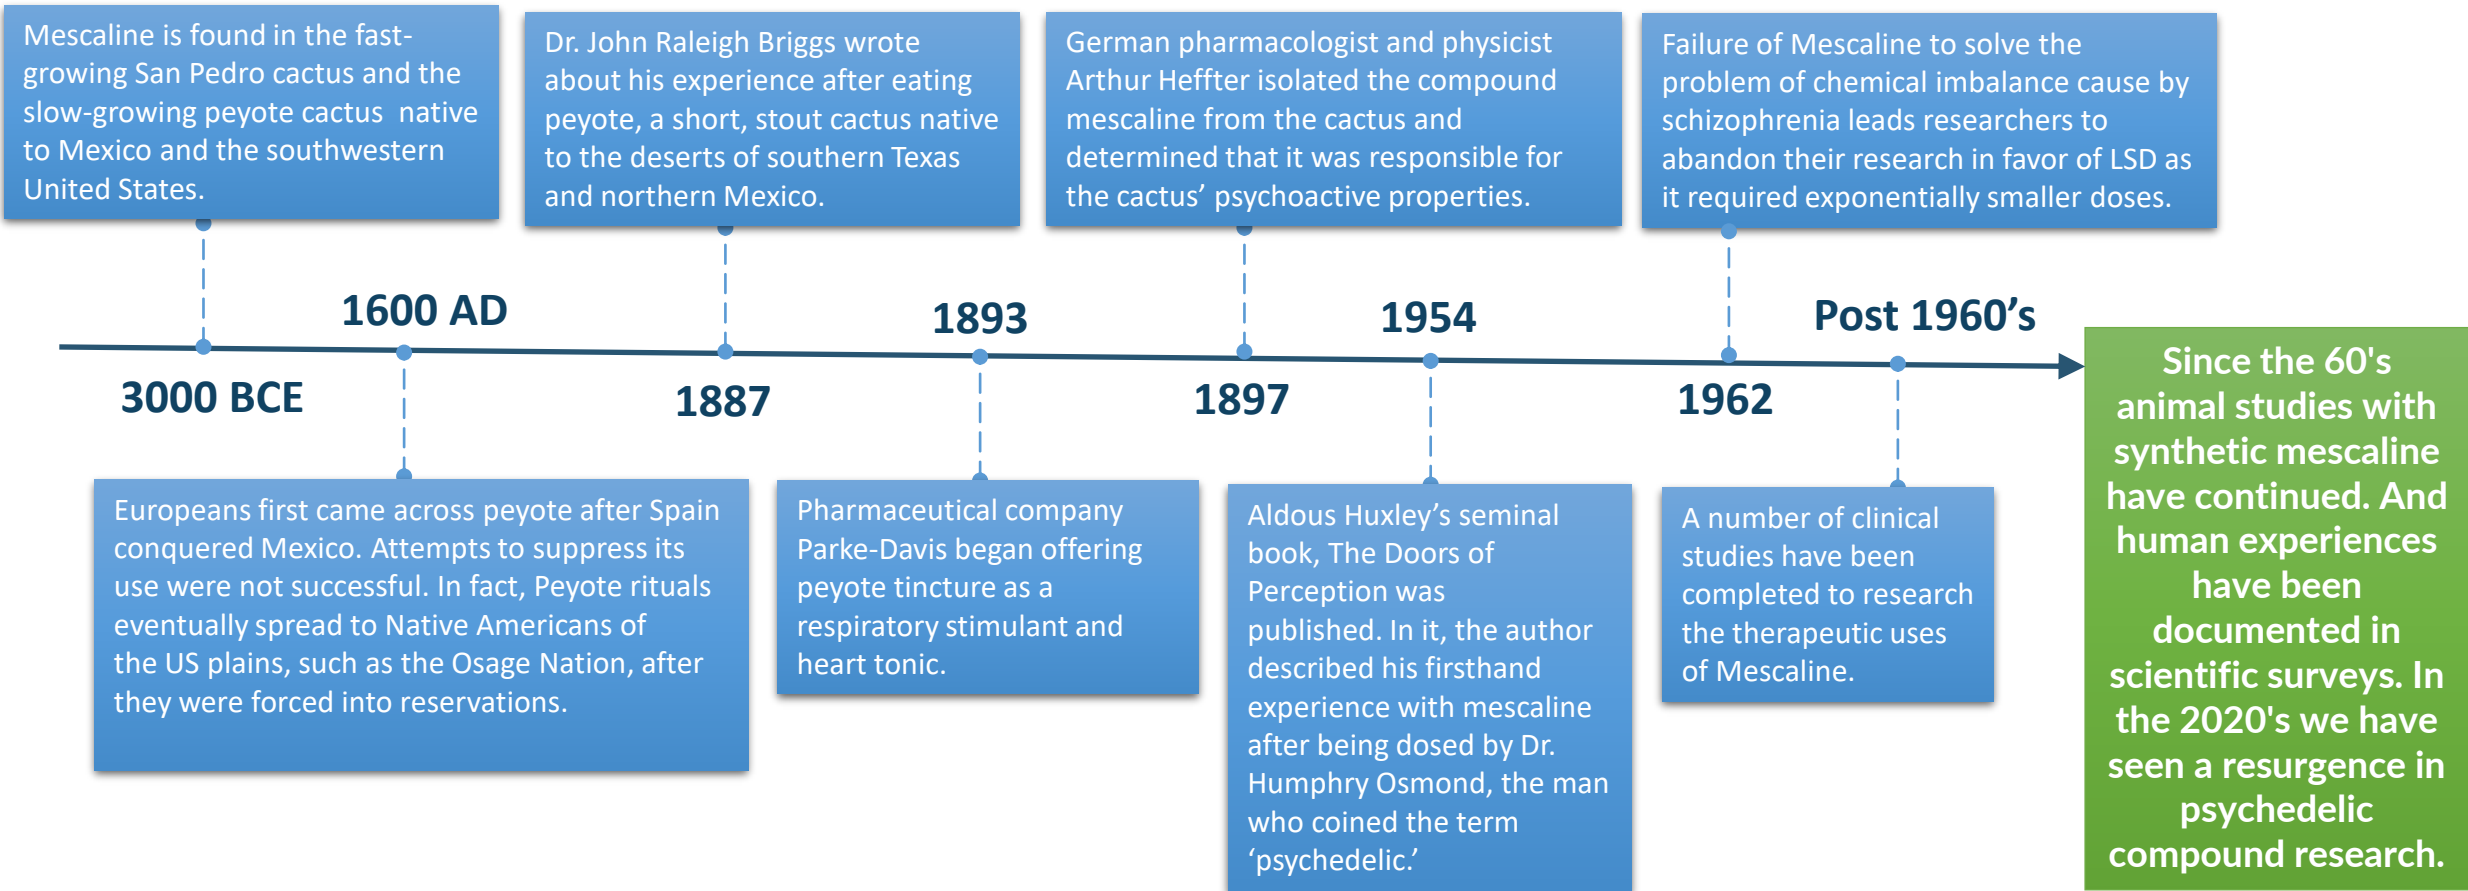 Mescaline is found in the fast-
growing San Pedro cactus and the
slow-growing peyote cactus native
to Mexico and the southwestern
United States.
Dr. John Raleigh Briggs wrote
about his experience after eating
peyote, a short, stout cactus native
to the deserts of southern Texas
and northern Mexico.
German pharmacologist and physicist
Arthur Heffter isolated the compound
mescaline from the cactus and
determined that it was responsible for
the cactus’ psychoactive properties.
Failure of Mescaline to solve the
problem of chemical imbalance cause by
schizophrenia leads researchers to
abandon their research in favor of LSD as
it required exponentially smaller doses.
1600 AD
1893
1954
Post 1960’s
3000 BCE
1887
1897
1962
Europeans first came across peyote after Spain
conquered Mexico. Attempts to suppress its
use were not successful. In fact, Peyote rituals
eventually spread to Native Americans of
the US plains, such as the Osage Nation, after
they were forced into reservations.
Pharmaceutical company
Parke-Davis began offering
peyote tincture as a
respiratory stimulant and
heart tonic.
Aldous Huxley’s seminal
book, The Doors of
Perception was
published. In it, the author
described his firsthand
experience with mescaline
after being dosed by Dr.
Humphry Osmond, the man
who coined the term
‘psychedelic.’
A number of clinical
studies have been
completed to research
the therapeutic uses
of Mescaline.
Since the 60's
animal studies with
synthetic mescaline
have continued. And
human experiences
have been
documented in
scientific surveys. In
the 2020's we have
seen a resurgence in
psychedelic
compound research.